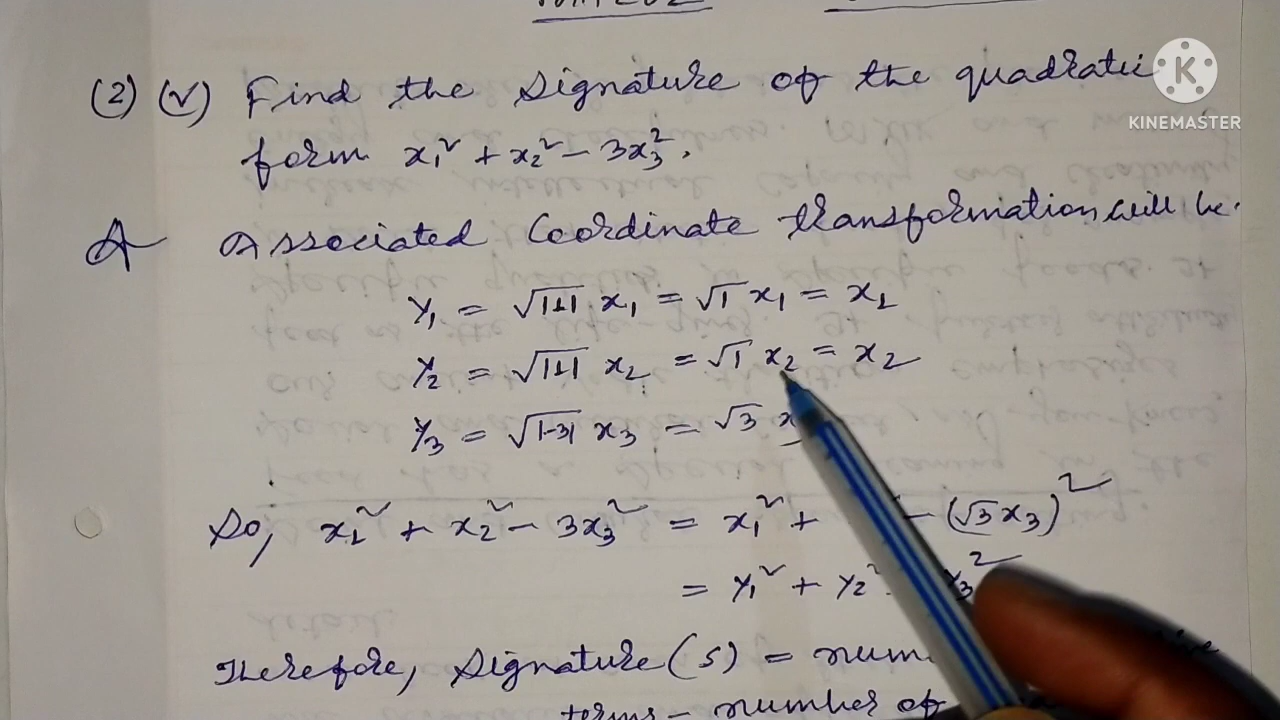 (2) (v) Find the signature of the quadratic
form x₁² + x₂² - 3x₃².
KINEMASTER
A Associated Coordinate transformation will be.
y₁ = √|1| x₁ = √1 x₁ = x₁
y₂ = √|1| x₂ = √1 x₂ = x₂
y₃ = √|-3| x₃ = √3 x
So, x₁² + x₂² - 3x₃² = x₁² + - (√3 x₃)²
= y₁² + y₂² y₃²
Therefore, Signature (s) =
terms - number of